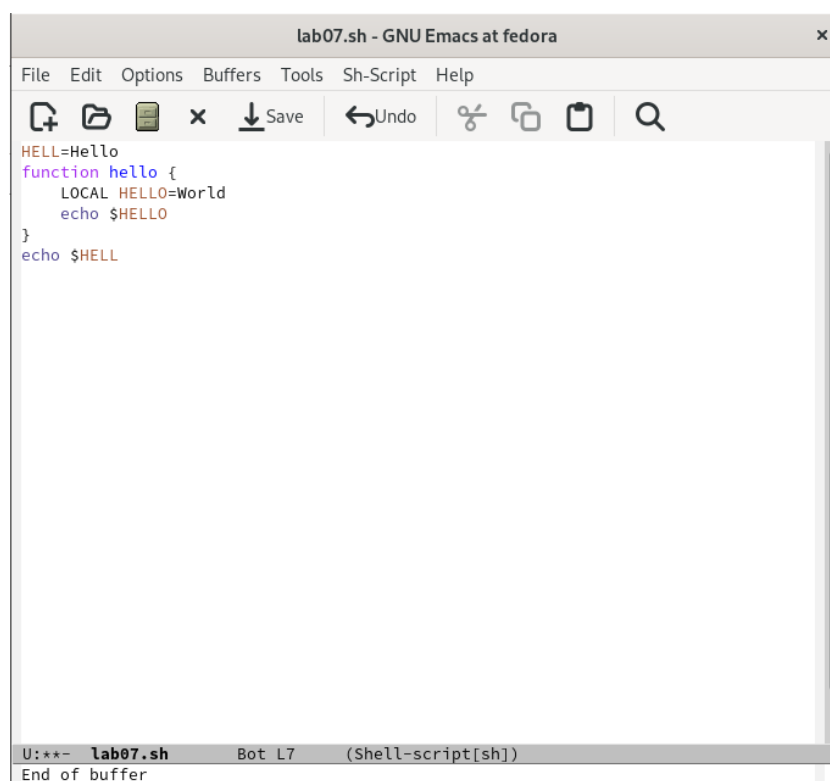 lab07.sh - GNU Emacs at fedora ×
File Edit Options Buffers Tools Sh-Script Help
Save Undo
HELL=Hello
function hello {
    LOCAL HELLO=World
    echo $HELLO
}
echo $HELL
U:**- lab07.sh Bot L7 (Shell-script[sh])
End of buffer